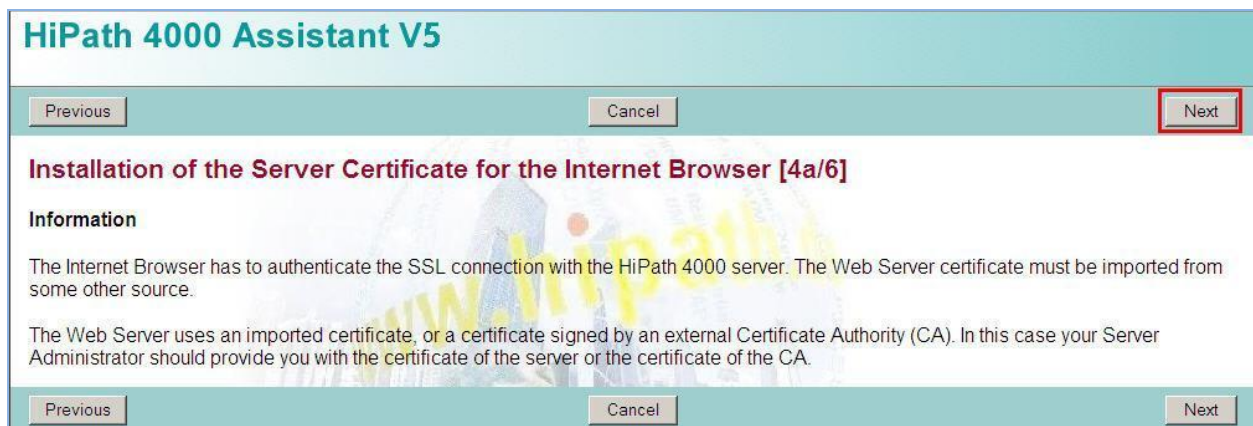 HiPath 4000 Assistant V5
Previous Cancel Next
Installation of the Server Certificate for the Internet Browser [4a/6]
Information
The Internet Browser has to authenticate the SSL connection with the HiPath 4000 server. The Web Server certificate must be imported from
some other source.
www.hipath.
The Web Server uses an imported certificate, or a certificate signed by an external Certificate Authority (CA). In this case your Server
Administrator should provide you with the certificate of the server or the certificate of the CA.
Previous Cancel Next